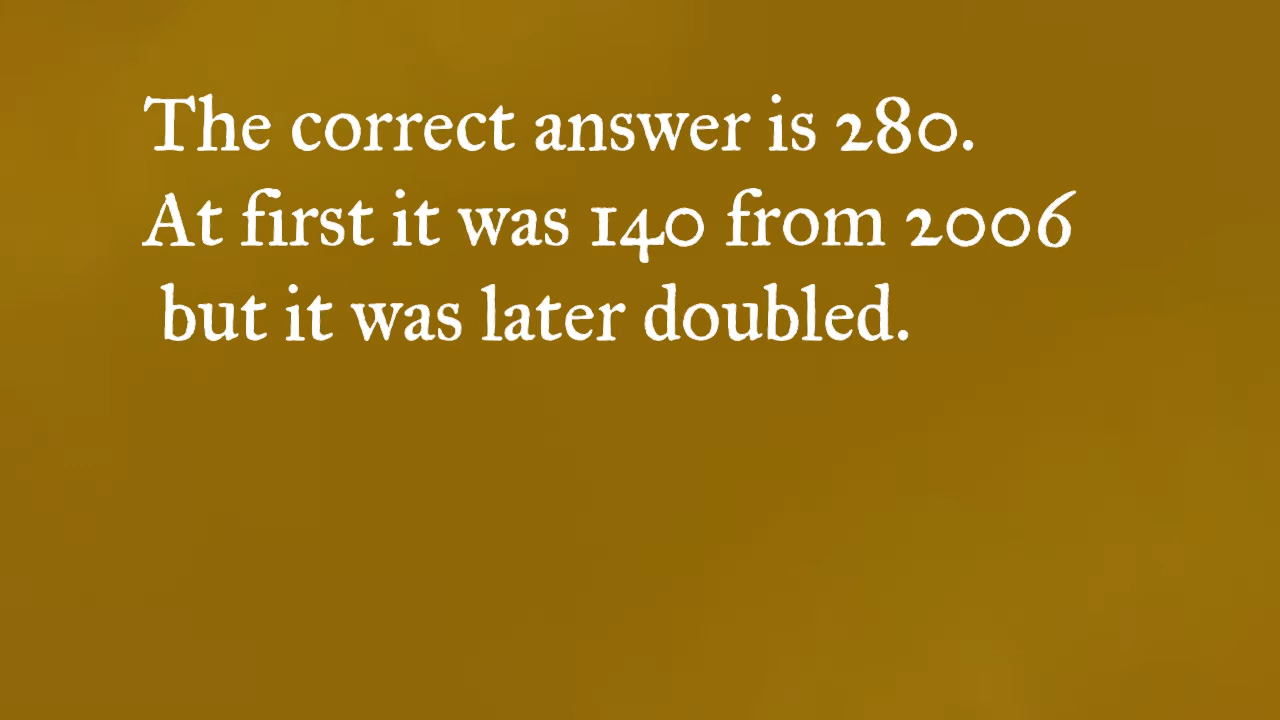 The correct answer is 280.
At first it was 140 from 2006
but it was later doubled.